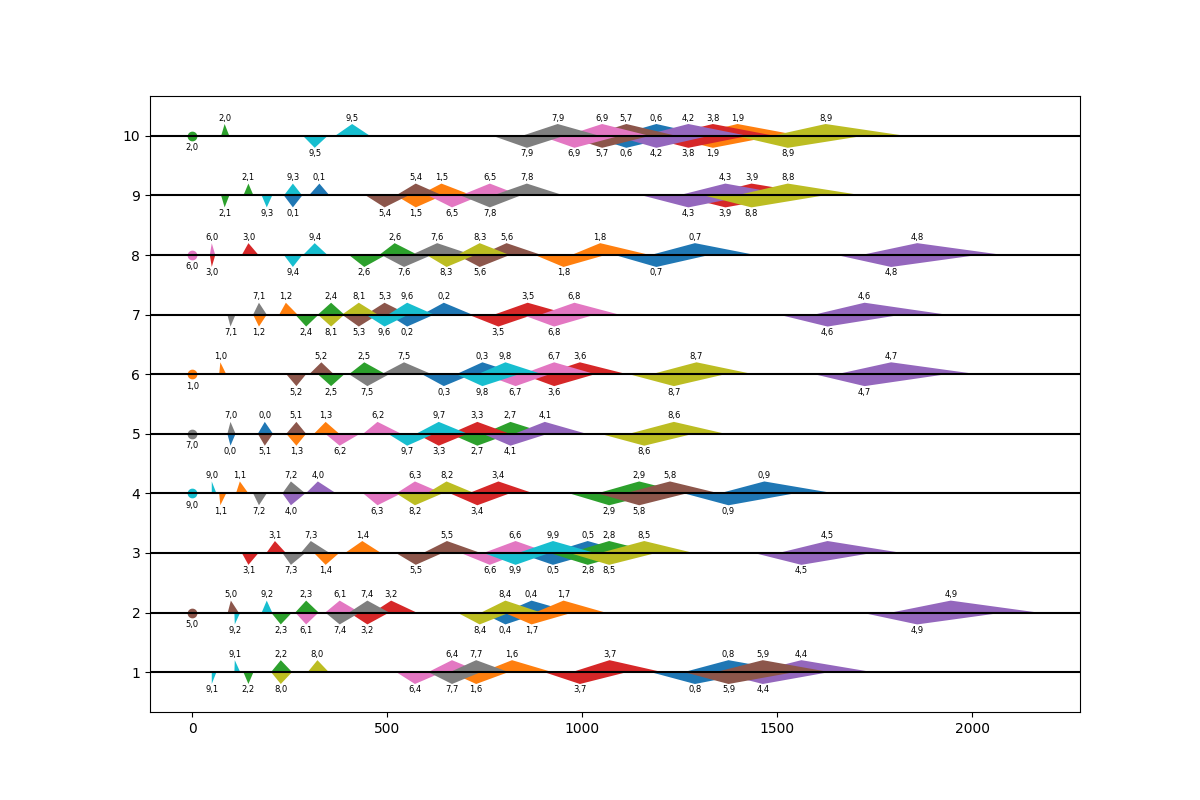 2,0 9,5 7,9 6,9 5,7 0,6 4,2 3,8 1,9 8,9
10
2,0 9,5 7,9 6,9 5,7 0,6 4,2 3,8 1,9 8,9
2,1 9,3 0,1 5,4 1,5 6,5 7,8 4,3 3,9 8,8
9
2,1 9,3 0,1 5,4 1,5 6,5 7,8 4,3 3,9 8,8
6,0 3,0 9,4 2,6 7,6 8,3 5,6 1,8 0,7 4,8
8
6,0 3,0 9,4 2,6 7,6 8,3 5,6 1,8 0,7 4,8
7,1 1,2 2,4 8,1 5,3 9,6 0,2 3,5 6,8 4,6
7
7,1 1,2 2,4 8,1 5,3 9,6 0,2 3,5 6,8 4,6
1,0 5,2 2,5 7,5 0,3 9,8 6,7 3,6 8,7 4,7
6
1,0 5,2 2,5 7,5 0,3 9,8 6,7 3,6 8,7 4,7
7,0 0,0 5,1 1,3 6,2 9,7 3,3 2,7 4,1 8,6
5
7,0 0,0 5,1 1,3 6,2 9,7 3,3 2,7 4,1 8,6
9,0 1,1 7,2 4,0 6,3 8,2 3,4 2,9 5,8 0,9
4
9,0 1,1 7,2 4,0 6,3 8,2 3,4 2,9 5,8 0,9
3,1 7,3 1,4 5,5 6,6 9,9 0,5 2,8 8,5 4,5
3
3,1 7,3 1,4 5,5 6,6 9,9 0,5 2,8 8,5 4,5
5,0 9,2 2,3 6,1 7,4 3,2 8,4 0,4 1,7 4,9
2
9,2 2,3 6,1 7,4 3,2 8,4 0,4 1,7 4,9
5,0
9,1 2,2 8,0 6,4 7,7 1,6 3,7 0,8 5,9 4,4
1
9,1 2,2 8,0 6,4 7,7 1,6 3,7 0,8 5,9 4,4
0 500 1000 1500 2000